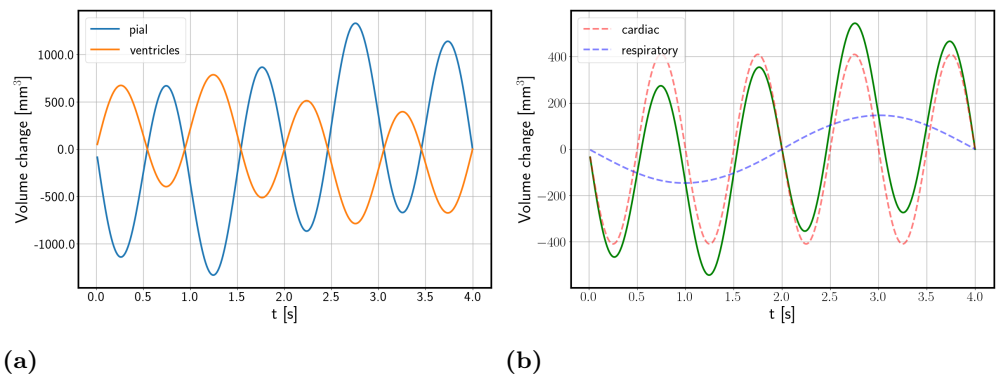 pial
ventricles
1000.0
500.0
0.0
−500.0
−1000.0
Volume change [mm³]
0.0 0.5 1.0 1.5 2.0 2.5 3.0 3.5 4.0
t [s]
(a)
cardiac
respiratory
400
200
0
−200
−400
Volume change [mm³]
0.0 0.5 1.0 1.5 2.0 2.5 3.0 3.5 4.0
t [s]
(b)